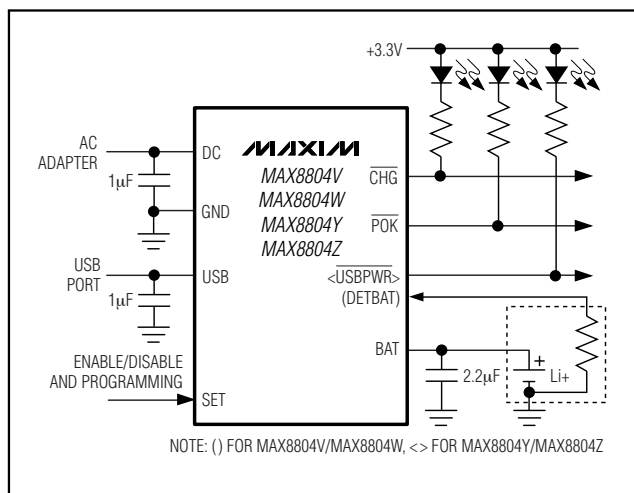 +3.3V
AC
ADAPTER
DC
1µF
GND
USB
PORT
USB
1µF
ENABLE/DISABLE
AND PROGRAMMING
SET
MAXIM
MAX8804V
MAX8804W
MAX8804Y
MAX8804Z
CHG
POK
<USBPWR>
(DETBAT)
BAT
2.2µF
+
Li+
NOTE: ( ) FOR MAX8804V/MAX8804W, <> FOR MAX8804Y/MAX8804Z